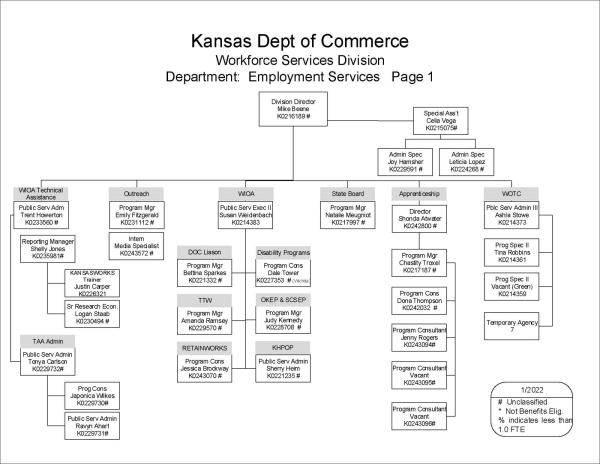 Kansas Dept of Commerce
Workforce Services Division
Department: Employment Services Page 1
Division Director
Mike Beene
K0216189 #
Special Ass't
Celia Vega
K0215075#
Admin Spec
Joy Hamsher
K0229591 #
Admin Spec
Leticia Lopez
K0224268 #
WIOA Technical
Assistance
Public Serv Adm
Trent Howerton
K0233560 #
Reporting Manager
Shelly Jones
K0235981#
KANSASWORKS
Trainer
Justin Carper
K0226321
Sr Research Econ.
Logan Staab
K0230494 #
TAA Admin
Public Serv Admin
Tonya Carlson
K0229732#
Prog Cons
Japonica Wilkes
K0229730#
Public Serv Admin
Ravyn Ahart
K0229731#
Outreach
Program Mgr
Emily Fitzgerald
K0231112 #
Intern
Media Specialist
K0243572 #
WIOA
Public Serv Exec II
Susan Weidenbach
K0214383
DOC Liason
Program Mgr
Bettina Sparkes
K0221332 #
Disability Programs
Program Cons
Dale Tower
K0227353 #
TTW
Program Mgr
Amanda Ramsey
K0229570 #
OKEP & SCSEP
Program Mgr
Judy Kennedy
K0228708 #
RETAINWORKS
Program Cons
Jessica Brockway
K0243070 #
KHPOP
Public Serv Admin
Sherry Heim
K0221235 #
State Board
Program Mgr
Natalie Meugniot
K0217997 #
Apprenticeship
Director
Shonda Atwater
K0242800 #
Program Mgr
Chastity Troxel
K0217187 #
Program Cons
Dona Thompson
K0242032 #
Program Consultant
Jenny Rogers
K0243094#
Program Consultant
Vacant
K0243095#
Program Consultant
Vacant
K0243096#
WOTC
Pblc Serv Admin III
Ashla Stowe
K0214373
Prog Spec II
Tina Robbins
K0214361
Prog Spec II
Vacant (Green)
K0214359
Temporary Agency
7
1/2022
# Unclassified
* Not Benefits Elig.
% indicates less than
1.0 FTE